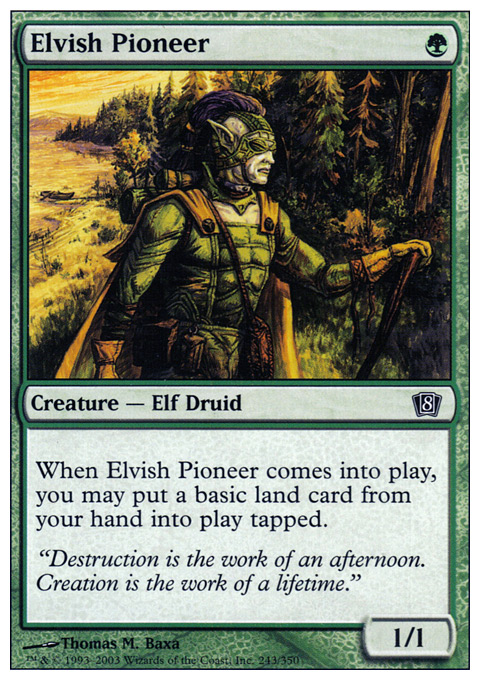 Elvish Pioneer
Creature — Elf Druid
8
When Elvish Pioneer comes into play,
you may put a basic land card from
your hand into play tapped.
“Destruction is the work of an afternoon.
Creation is the work of a lifetime.”
1/1
Thomas M. Baxa
™ & © 1993–2003 Wizards of the Coast, Inc. 243/350